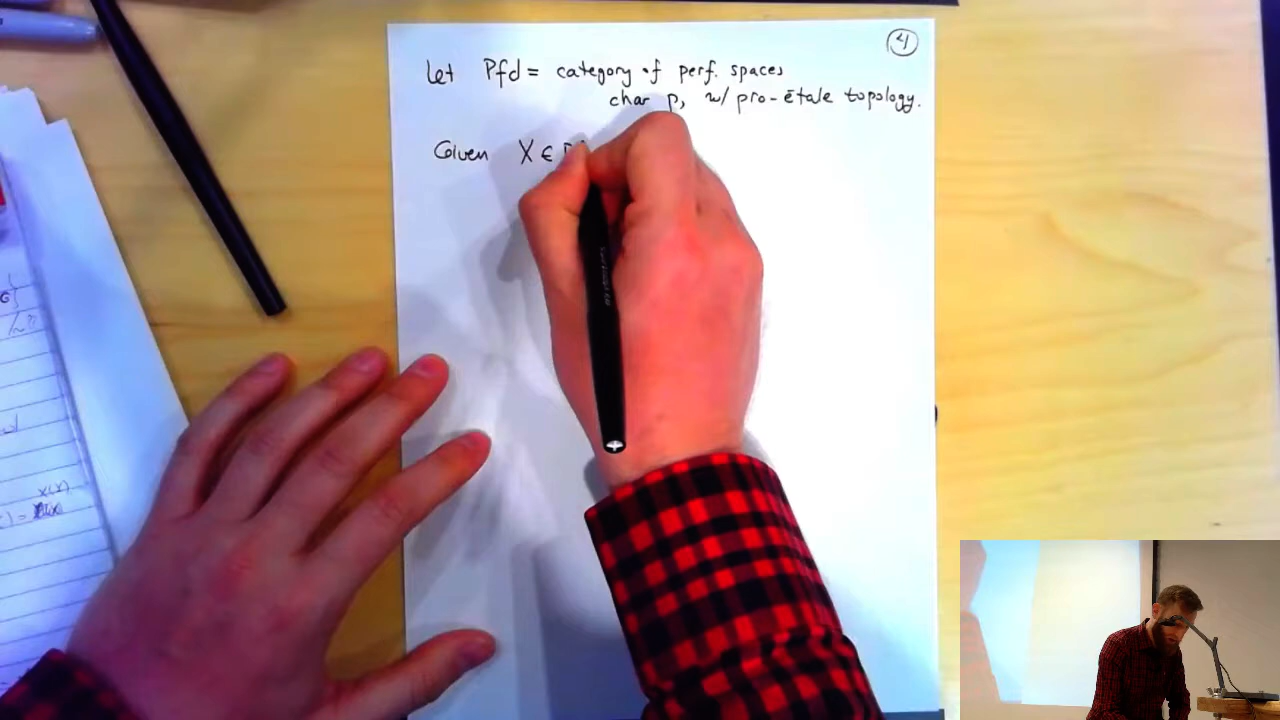 4
Let Pfd = category of perf. spaces
char p, w/ pro-étale topology.
Given X ∈